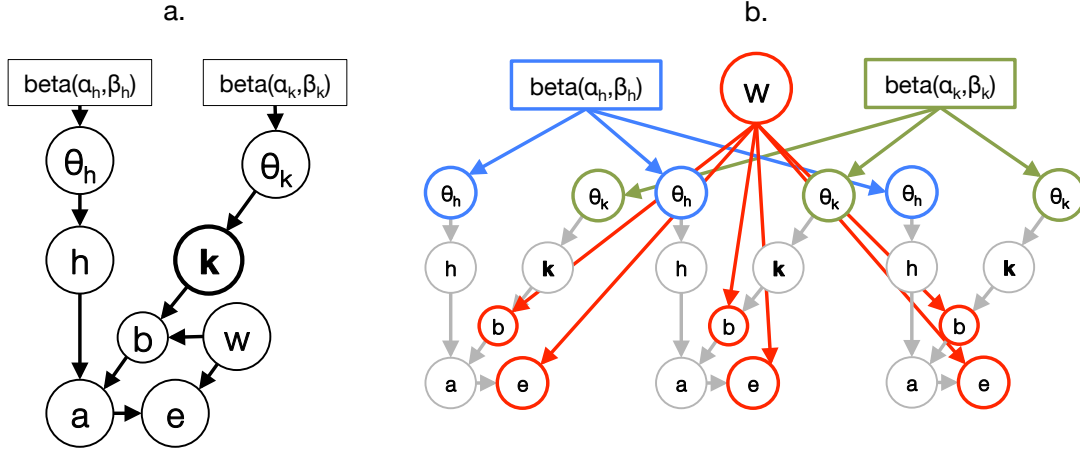 a.
beta(αₕ,βₕ) beta(αₖ,βₖ)
θₕ θₖ
h k
b w
a e
b.
beta(αₕ,βₕ) w beta(αₖ,βₖ)
θₕ θₖ θₕ θₖ θₕ θₖ
h k h k h k
b b b
a e a e a e